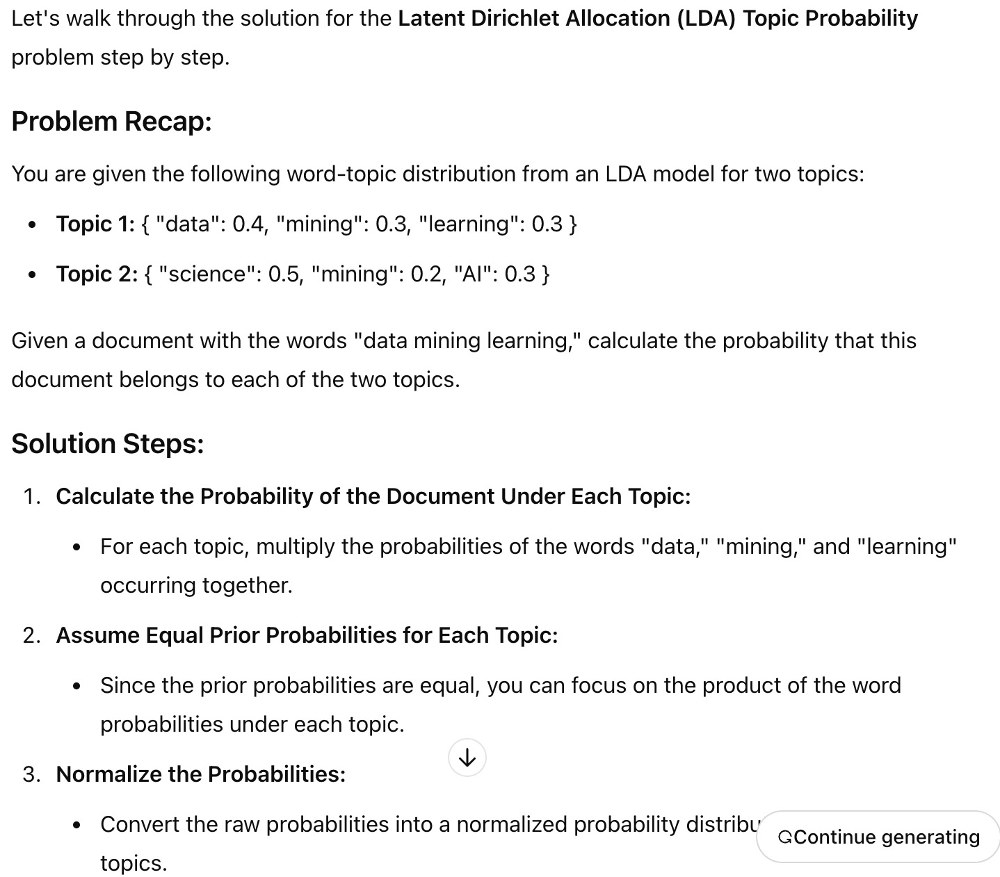 Let's walk through the solution for the Latent Dirichlet Allocation (LDA) Topic Probability
problem step by step.
Problem Recap:
You are given the following word-topic distribution from an LDA model for two topics:
• Topic 1: { "data": 0.4, "mining": 0.3, "learning": 0.3 }
• Topic 2: { "science": 0.5, "mining": 0.2, "AI": 0.3 }
Given a document with the words "data mining learning," calculate the probability that this
document belongs to each of the two topics.
Solution Steps:
1. Calculate the Probability of the Document Under Each Topic:
• For each topic, multiply the probabilities of the words "data," "mining," and "learning"
occurring together.
2. Assume Equal Prior Probabilities for Each Topic:
• Since the prior probabilities are equal, you can focus on the product of the word
probabilities under each topic.
3. Normalize the Probabilities:
• Convert the raw probabilities into a normalized probability
topics.
Continue generating